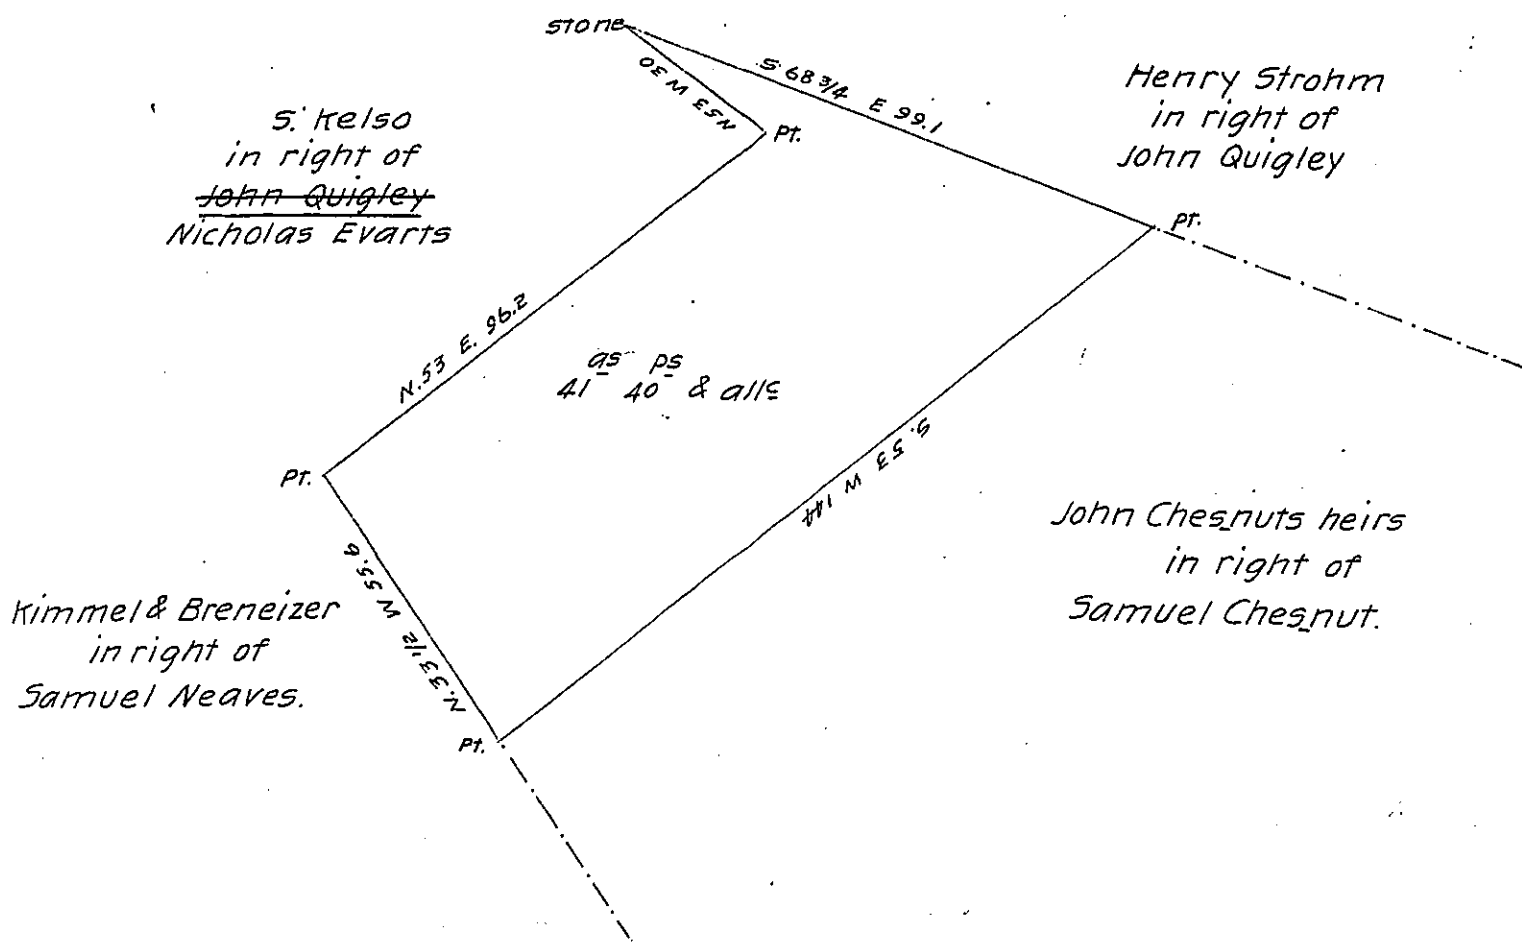 stone
S 68 3/4 E 99.1
N 53 W 30
Pt.
Henry Strohm
in right of
John Quigley
S. Kelso
in right of
John Quigley
Nicholas Evarts
Pt.
N. 53 E. 96.2
as ps
41 40 & allc
Pt.
S. 53 W 144
John Chesnuts heirs
in right of
Samuel Chesnut.
N. 33 1/2 W 55.6
Kimmel & Breneizer
in right of
Samuel Neaves.
Pt.